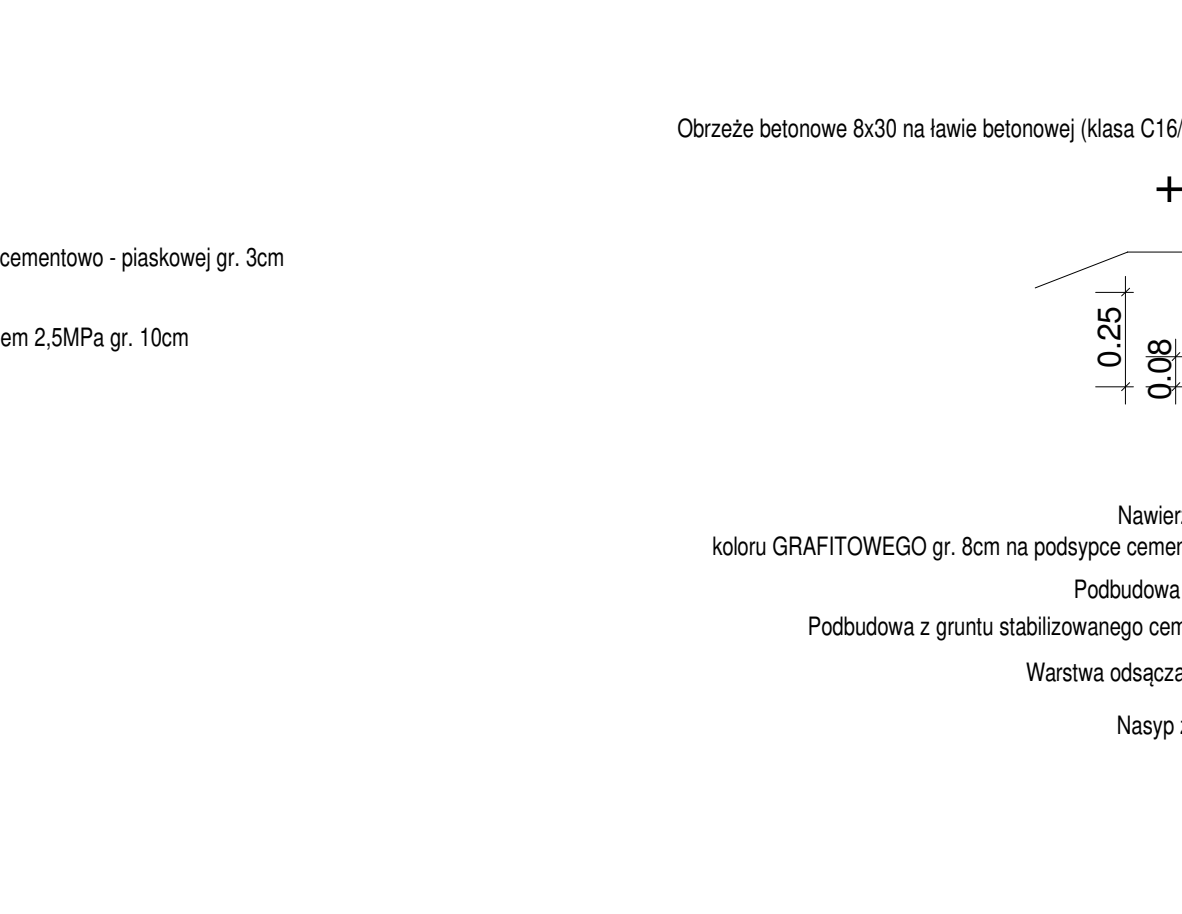 Obrzeże betonowe 8x30 na ławie betonowej (klasa C16/
+
cementowo - piaskowej gr. 3cm
em 2,5MPa gr. 10cm
0.25
0.08
Nawierz
koloru GRAFITOWEGO gr. 8cm na podsypce cemen
Podbudowa
Podbudowa z gruntu stabilizowanego cem
Warstwa odsącza
Nasyp z